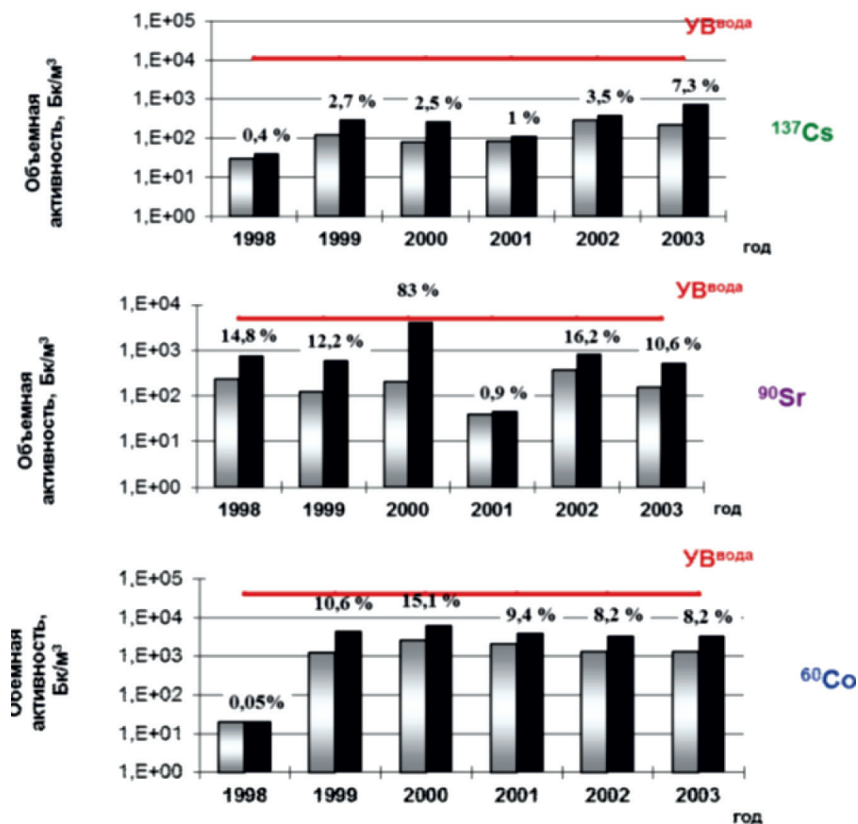 УВвода
1,E+05
1,E+04
1,E+03
1,E+02
1,E+01
1,E+00
Объемная
активность, Бк/м³
0,4 %
2,7 %
2,5 %
1 %
3,5 %
7,3 %
137Cs
1998 1999 2000 2001 2002 2003 год
83 %
УВвода
1,E+04
1,E+03
1,E+02
1,E+01
1,E+00
Объемная
активность, Бк/м³
14,8 %
12,2 %
0,9 %
16,2 %
10,6 %
90Sr
1998 1999 2000 2001 2002 2003 год
УВвода
1,E+05
1,E+04
1,E+03
1,E+02
1,E+01
1,E+00
Объемная
активность,
Бк/м³
0,05%
10,6 %
15,1 %
9,4 %
8,2 %
8,2 %
60Co
1998 1999 2000 2001 2002 2003
год